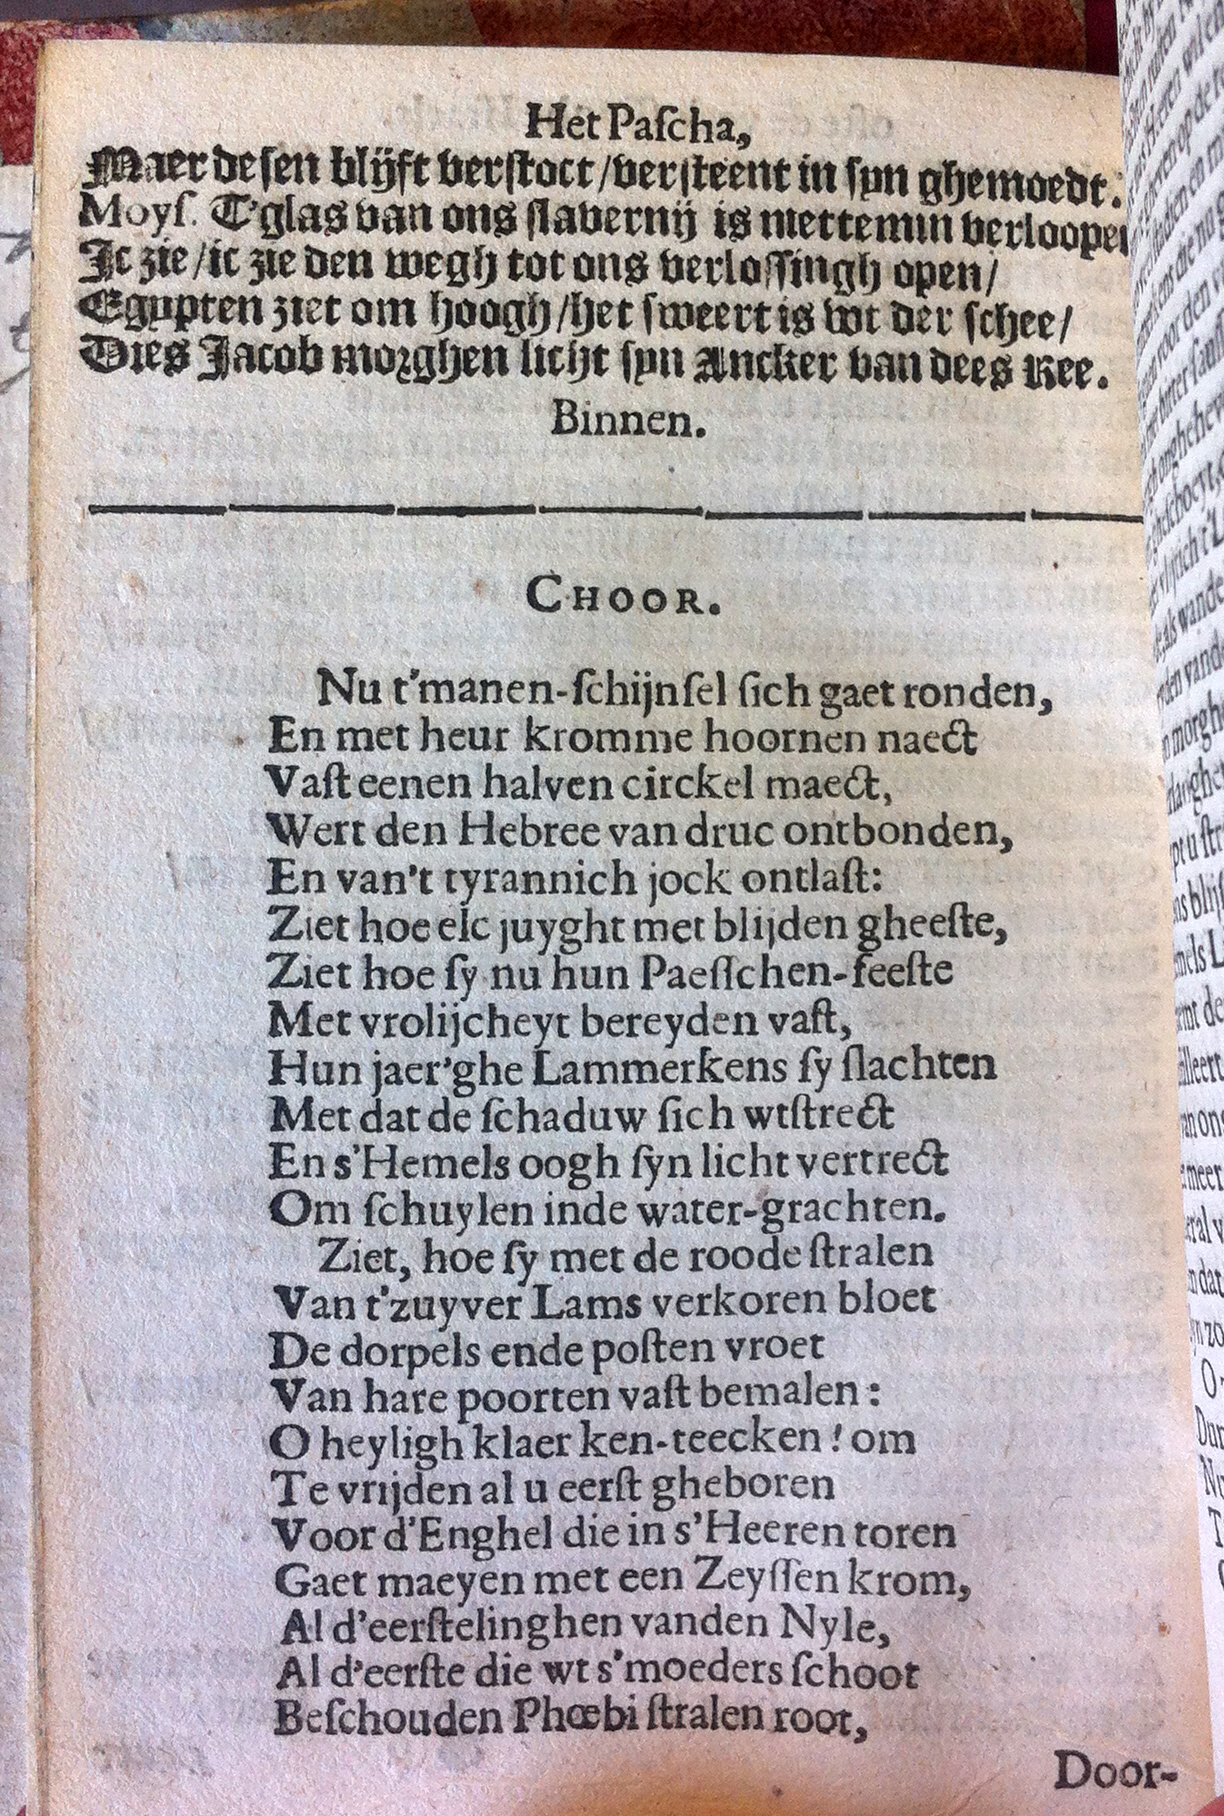 Het Paſcha,
Maer deſen blijft verſtoct/verſteent in ſyn ghemoedt.
Moyſ. T'glas van ons ſlavernij is mettemin verloopen
Ic zie/ic zie den wegh tot ons verloſſingh open/
Egypten ziet om hoogh/het ſweert is wt der ſchee/
Dies Jacob morghen licht ſyn Ancker van dees Ree.
Binnen.
CHOOR.
Nu t'manen-ſchijnſel ſich gaet ronden,
En met heur kromme hoornen naect
Vaſt eenen halven circkel maect,
Wert den Hebree van druc ontbonden,
En van't tyrannich jock ontlaſt:
Ziet hoe elc juyght met blijden gheeſte,
Ziet hoe ſy nu hun Paeſſchen-feeſte
Met vrolijcheyt bereyden vaſt,
Hun jaer'ghe Lammerkens ſy ſlachten
Met dat de ſchaduw ſich wtſtrect
En s'Hemels oogh ſyn licht vertrect
Om ſchuylen inde water-grachten.
Ziet, hoe ſy met de roode ſtralen
Van t'zuyver Lams verkoren bloet
De dorpels ende poſten vroet
Van hare poorten vaſt bemalen:
O heyligh klaer ken-teecken! om
Te vrijden al u eerſt gheboren
Voor d'Enghel die in s'Heeren toren
Gaet maeyen met een Zeyſſen krom,
Al d'eerſtelinghen vanden Nyle,
Al d'eerſte die wt s'moeders ſchoot
Beſchouden Phœbi ſtralen root,
Door-